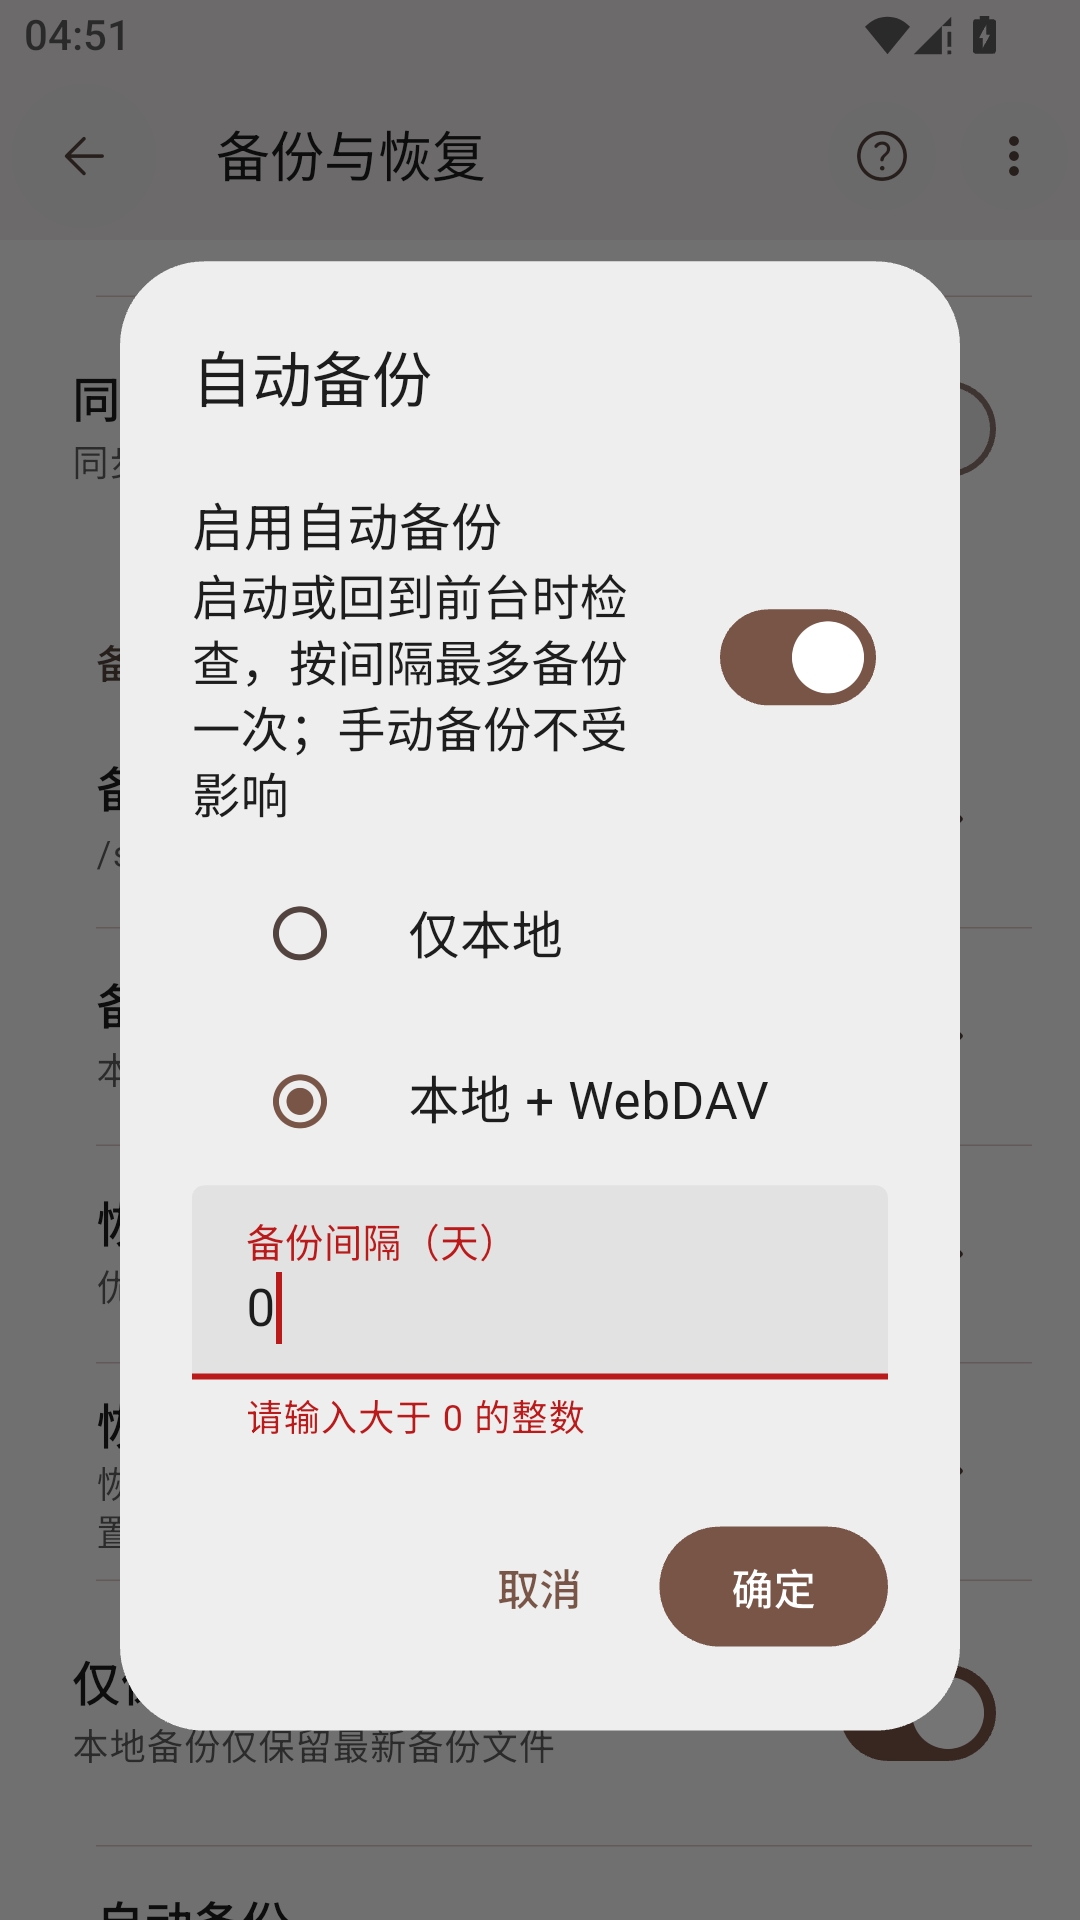 04:51
备份与恢复
自动备份
启用自动备份
启动或回到前台时检
查，按间隔最多备份
一次；手动备份不受
影响
仅本地
本地 + WebDAV
备份间隔（天）
0
请输入大于 0 的整数
取消
确定
本地备份仅保留最新备份文件
自动备份